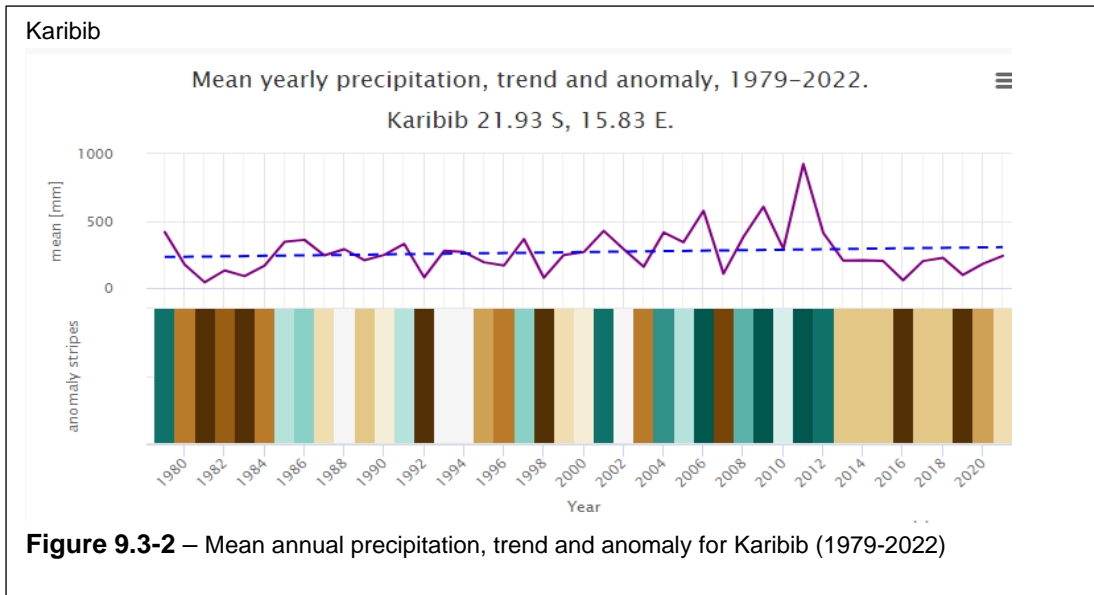 Karibib
Mean yearly precipitation, trend and anomaly, 1979-2022.
Karibib 21.93 S, 15.83 E.
1000
500
0
mean [mm]
anomaly stripes
1980 1982 1984 1986 1988 1990 1992 1994 1996 1998 2000 2002 2004 2006 2008 2010 2012 2014 2016 2018 2020
Year
Figure 9.3-2 – Mean annual precipitation, trend and anomaly for Karibib (1979-2022)